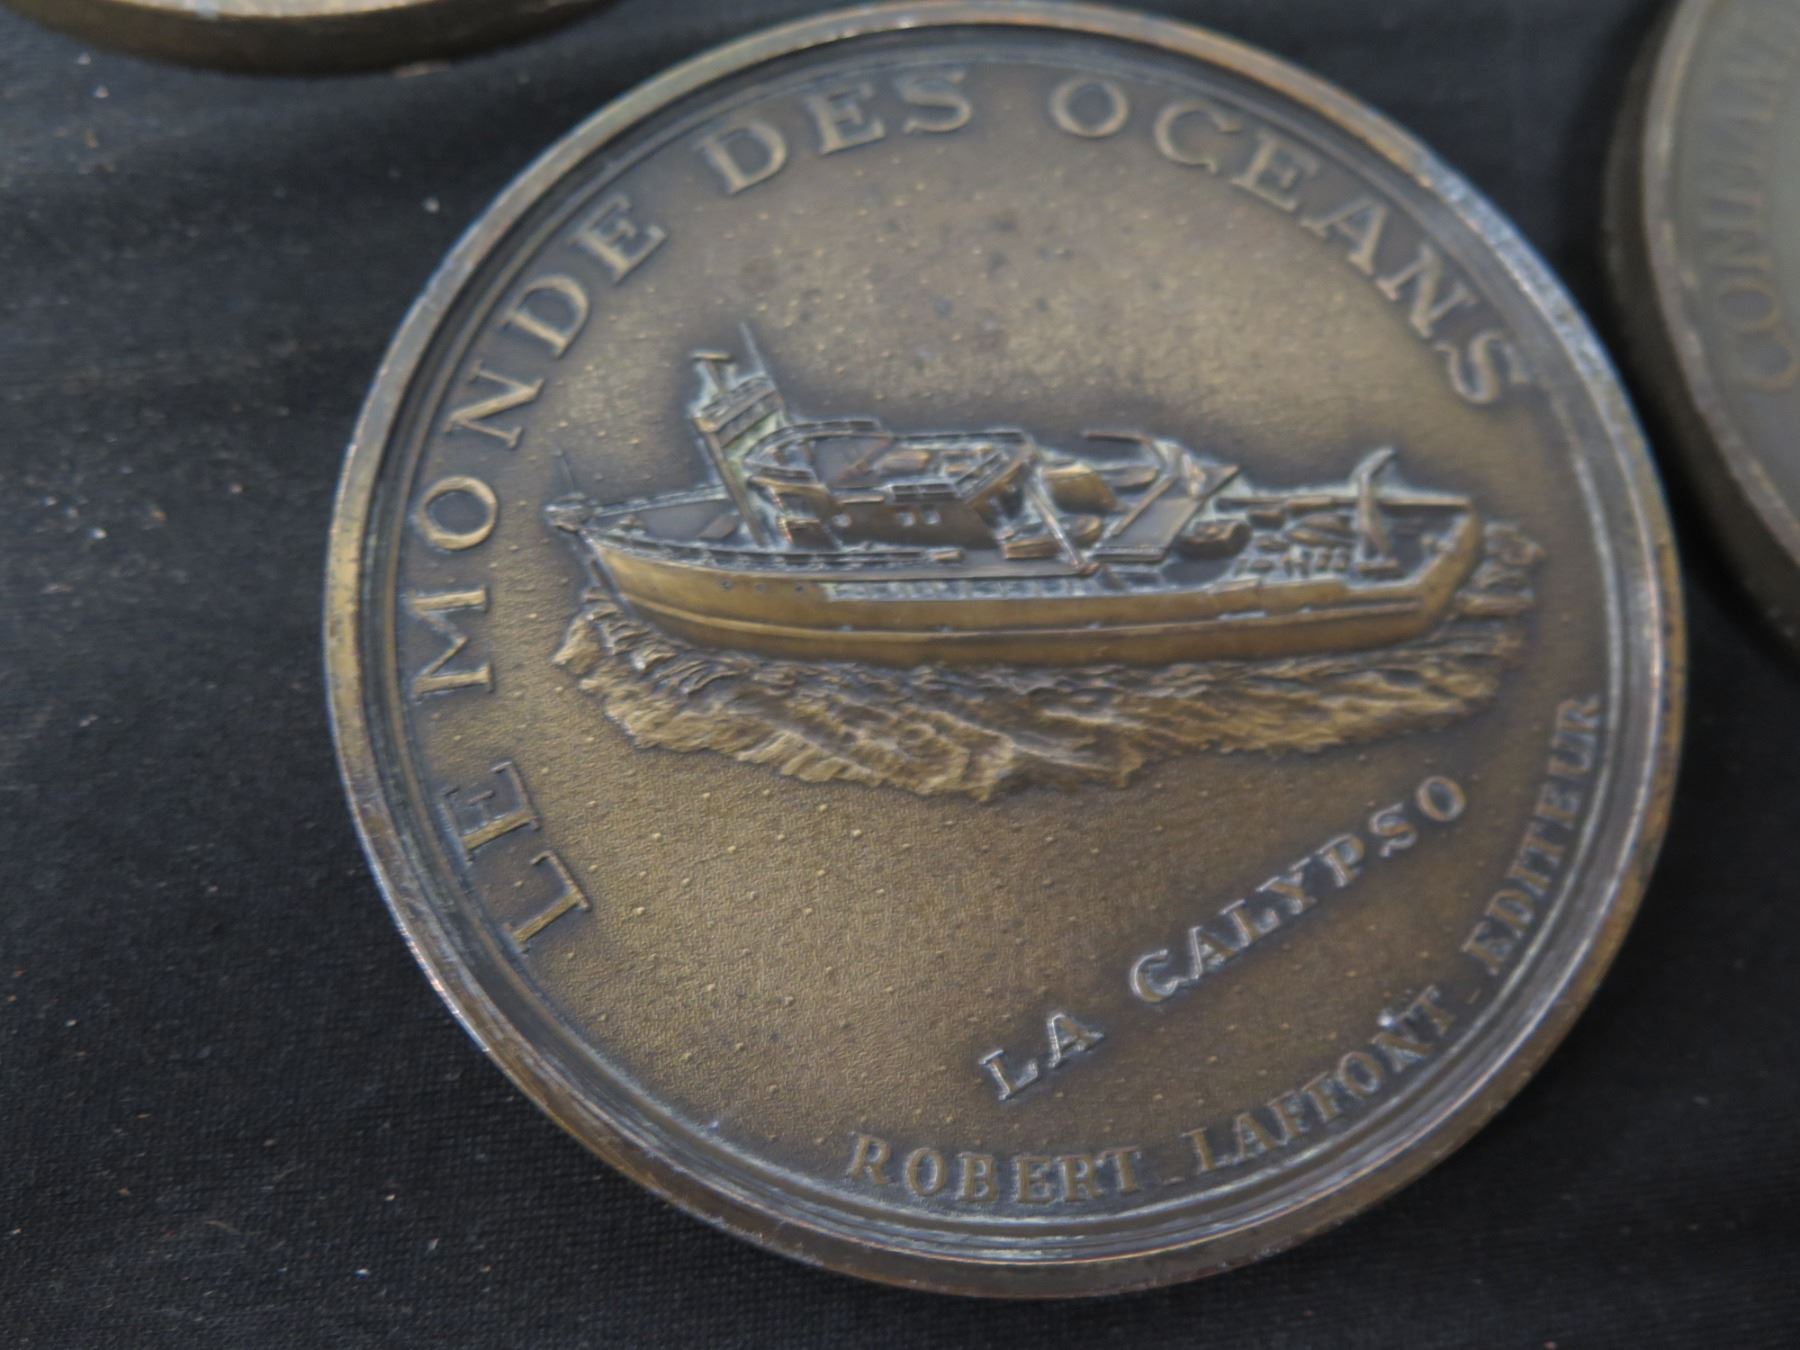 LE MONDE DES OCEANS
LA CALYPSO
ROBERT LAFFONT - EDITEUR